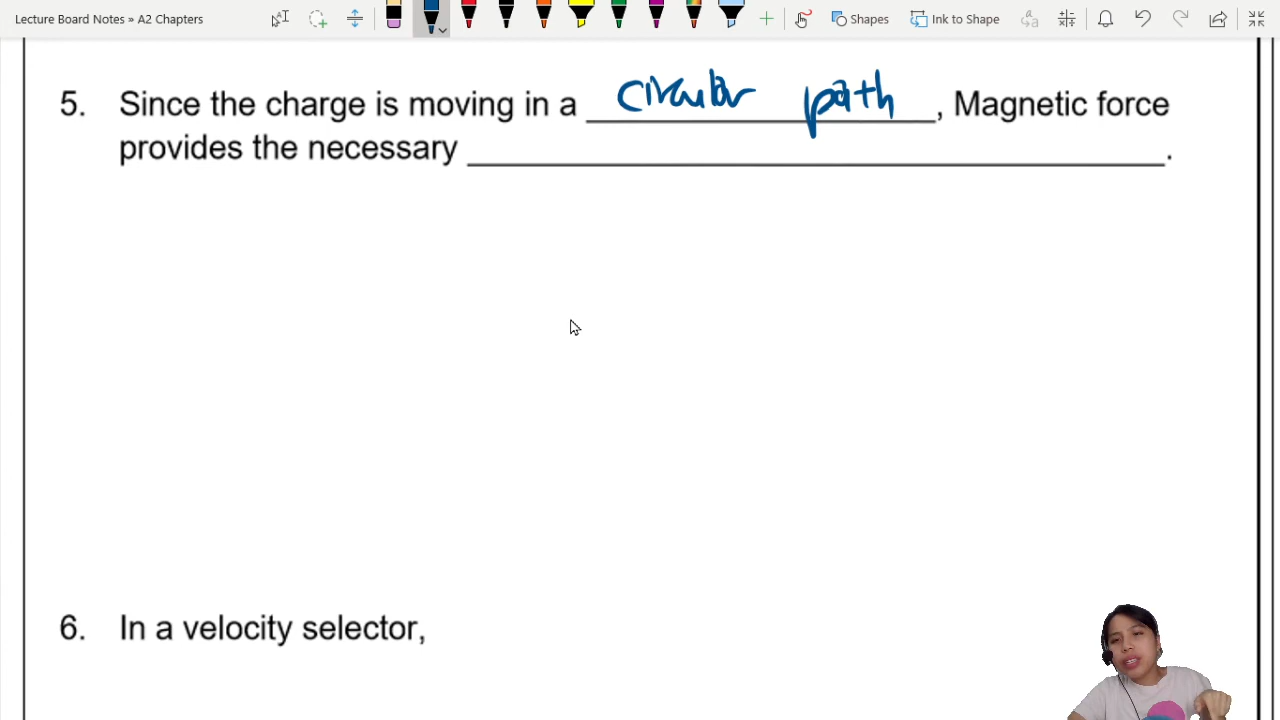 Lecture Board Notes » A2 Chapters
Shapes
Ink to Shape
5. Since the charge is moving in a circular path, Magnetic force
provides the necessary ____.
6. In a velocity selector,